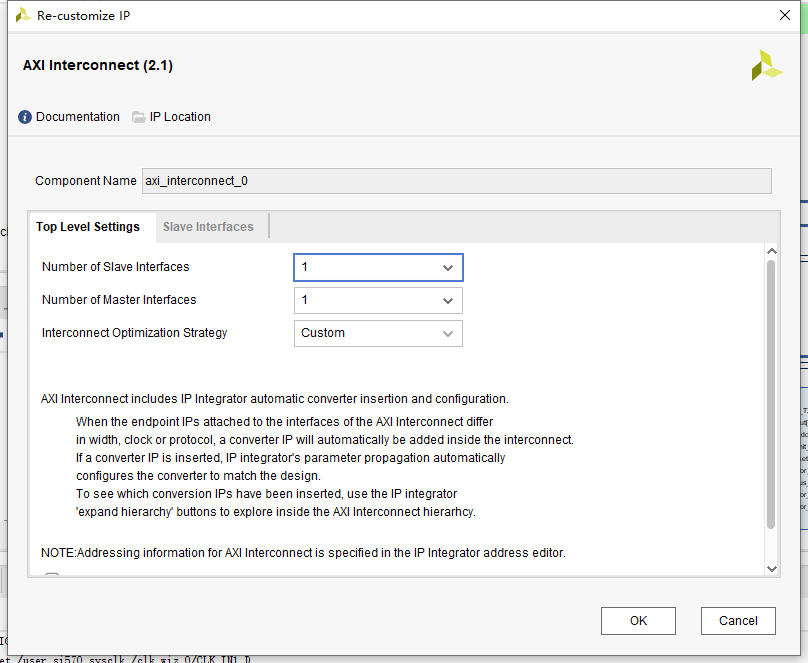 Re-customize IP
AXI Interconnect (2.1)
Documentation
IP Location
Component Name
axi_interconnect_0
Top Level Settings
Slave Interfaces
Number of Slave Interfaces
1
Number of Master Interfaces
1
Interconnect Optimization Strategy
Custom
AXI Interconnect includes IP Integrator automatic converter insertion and configuration.
When the endpoint IPs attached to the interfaces of the AXI Interconnect differ
in width, clock or protocol, a converter IP will automatically be added inside the interconnect.
If a converter IP is inserted, IP integrator's parameter propagation automatically
configures the converter to match the design.
To see which conversion IPs have been inserted, use the IP integrator
'expand hierarchy' buttons to explore inside the AXI Interconnect hierarhcy.
NOTE:Addressing information for AXI Interconnect is specified in the IP Integrator address editor.
OK
Cancel